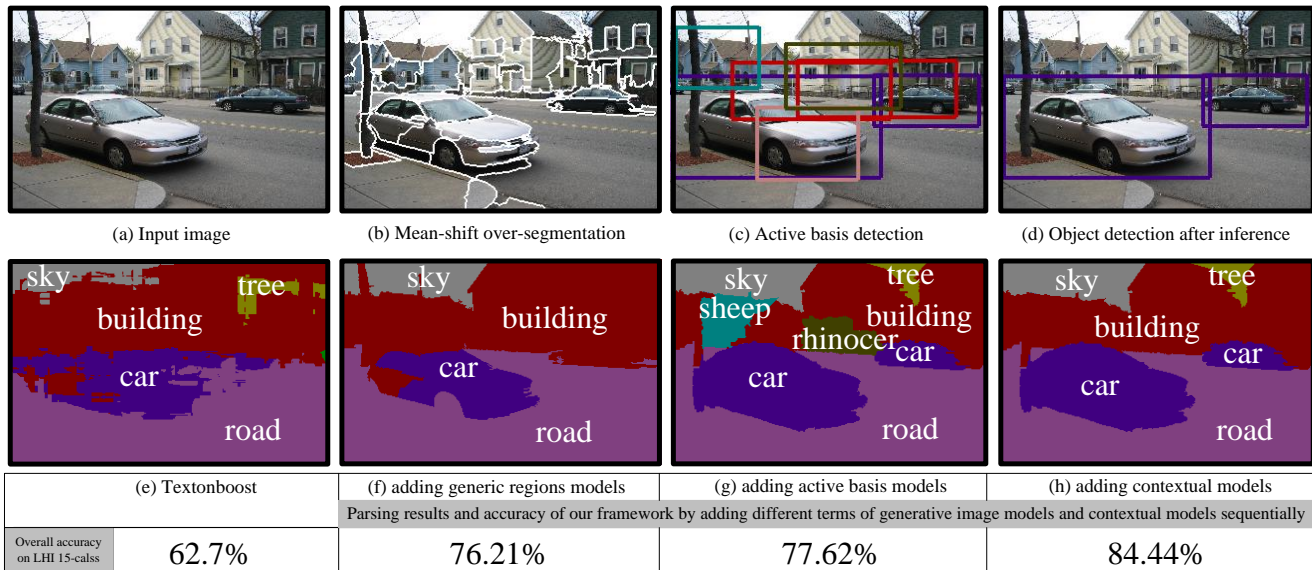 (a) Input image
(b) Mean-shift over-segmentation
(c) Active basis detection
(d) Object detection after inference
sky
tree
building
car
road
sky
building
car
road
sky
tree
sheep
building
rhinocer
car
car
road
sky
tree
building
car
car
road
(e) Textonboost
(f) adding generic regions models
(g) adding active basis models
(h) adding contextual models
Parsing results and accuracy of our framework by adding different terms of generative image models and contextual models sequentially
Overall accuracy
on LHI 15-calss
62.7%
76.21%
77.62%
84.44%